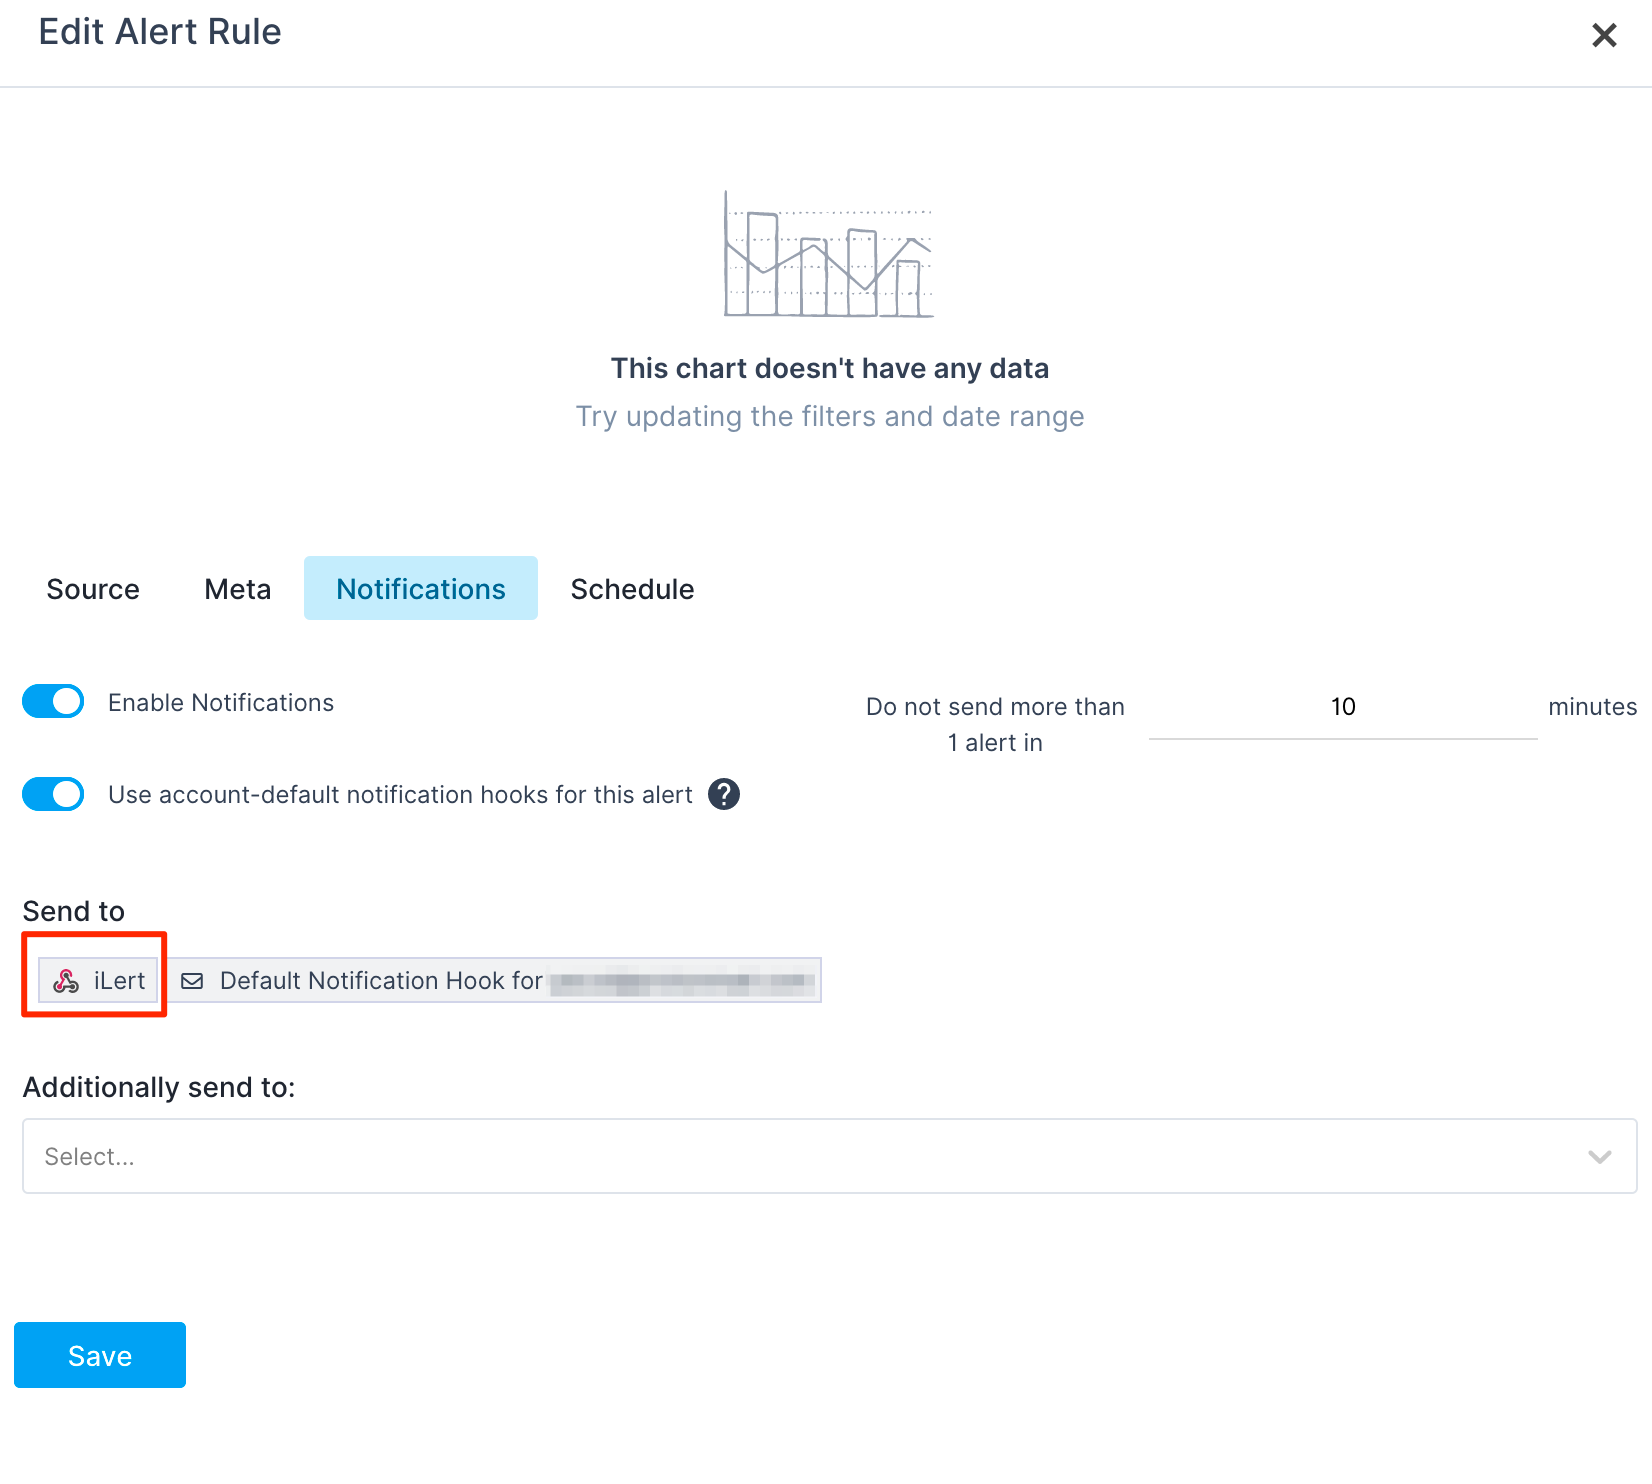 Edit Alert Rule
This chart doesn't have any data
Try updating the filters and date range
Source Meta Notifications Schedule
Enable Notifications
Do not send more than
1 alert in
10
minutes
Use account-default notification hooks for this alert ?
Send to
iLert
Default Notification Hook for
Additionally send to:
Select...
Save